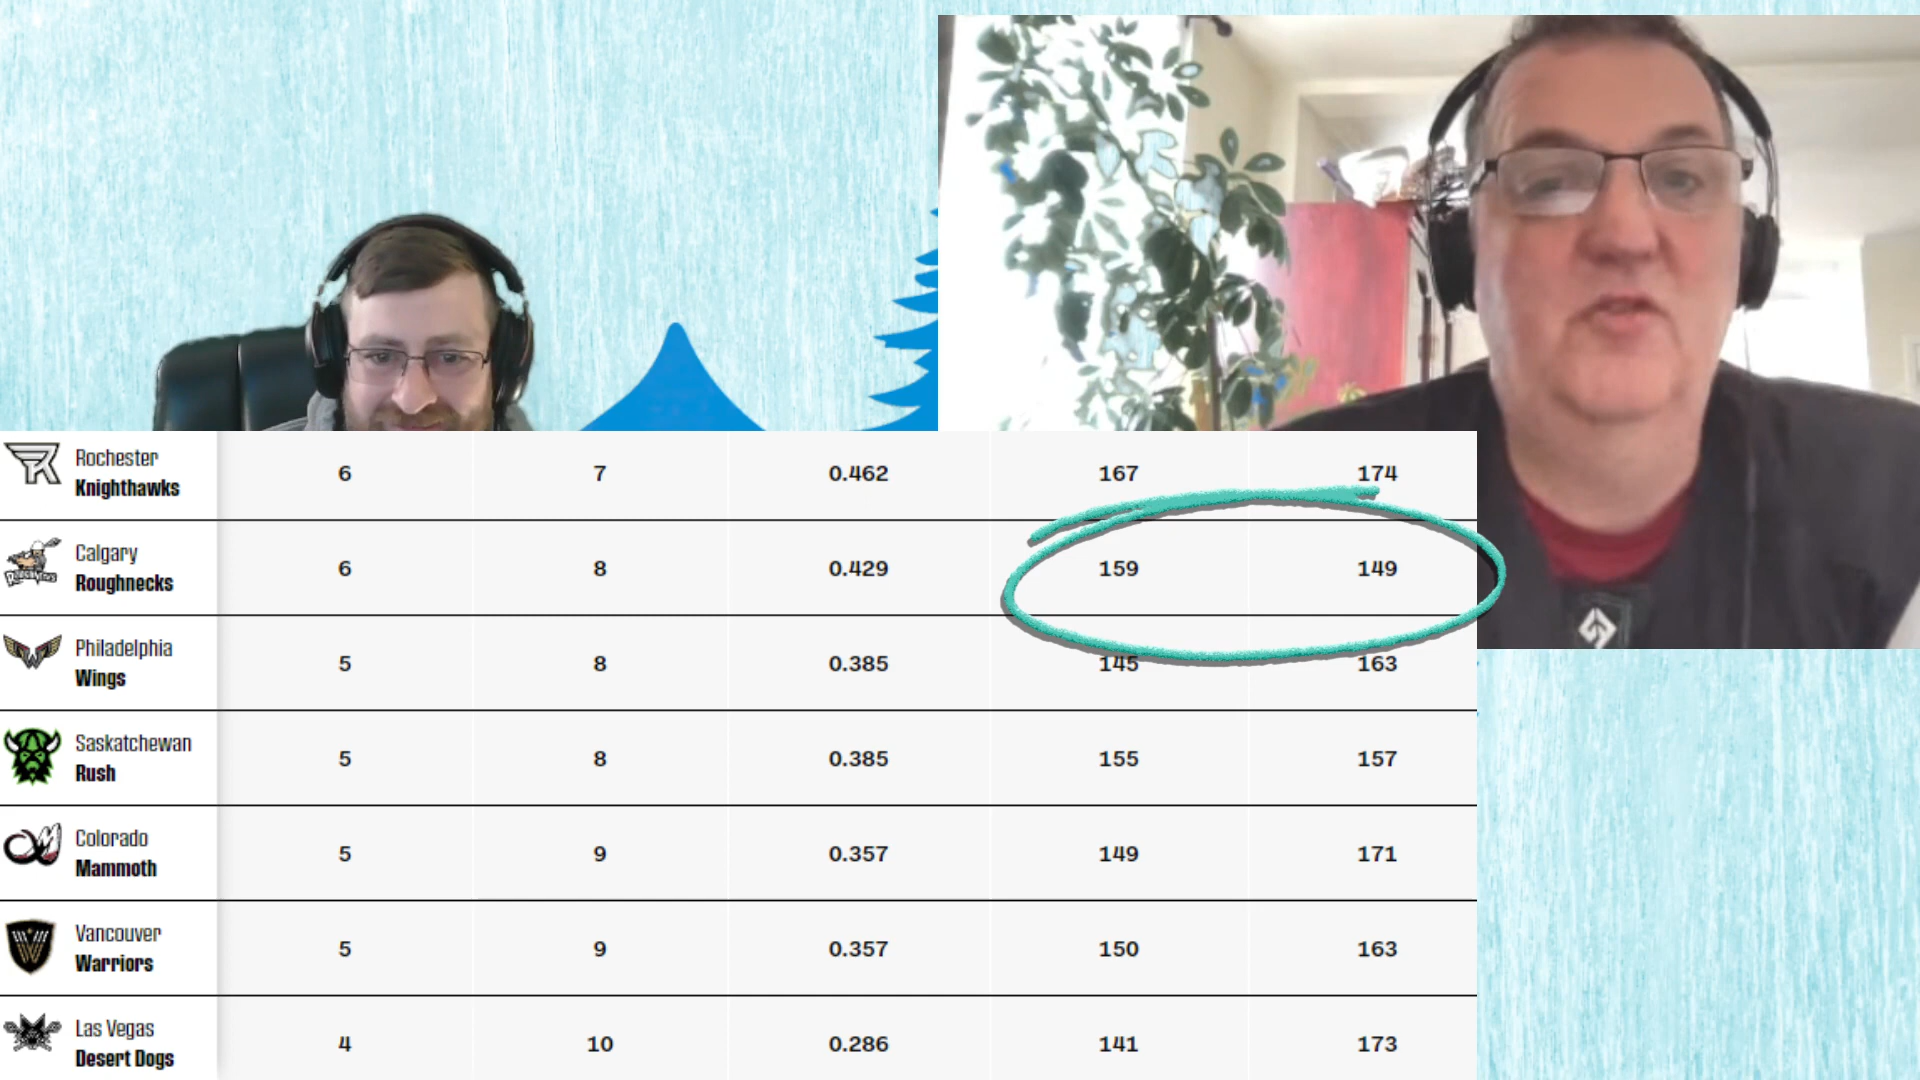 Rochester
Knighthawks 6 7 0.462 167 174
Calgary
Roughnecks 6 8 0.429 159 149
Philadelphia
Wings 5 8 0.385 145 163
Saskatchewan
Rush 5 8 0.385 155 157
Colorado
Mammoth 5 9 0.357 149 171
Vancouver
Warriors 5 9 0.357 150 163
Las Vegas
Desert Dogs 4 10 0.286 141 173